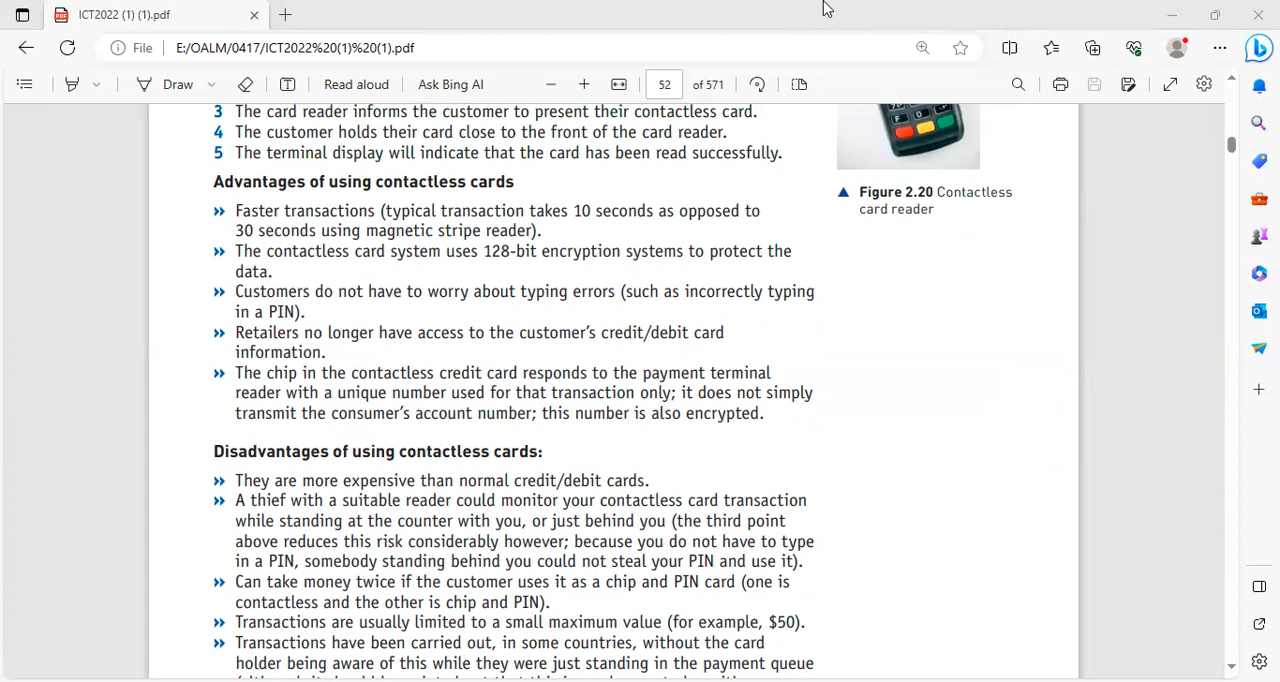 ICT2022 (1) (1).pdf
File
E:/OALM/0417/ICT2022%20(1)%20(1).pdf
Draw
Read aloud
Ask Bing AI
52
of 571
3 The card reader informs the customer to present their contactless card.
4 The customer holds their card close to the front of the card reader.
5 The terminal display will indicate that the card has been read successfully.
Advantages of using contactless cards
» Faster transactions (typical transaction takes 10 seconds as opposed to
30 seconds using magnetic stripe reader).
» The contactless card system uses 128-bit encryption systems to protect the
data.
» Customers do not have to worry about typing errors (such as incorrectly typing
in a PIN).
» Retailers no longer have access to the customer's credit/debit card
information.
» The chip in the contactless credit card responds to the payment terminal
reader with a unique number used for that transaction only; it does not simply
transmit the consumer's account number; this number is also encrypted.
Disadvantages of using contactless cards:
» They are more expensive than normal credit/debit cards.
» A thief with a suitable reader could monitor your contactless card transaction
while standing at the counter with you, or just behind you (the third point
above reduces this risk considerably however; because you do not have to type
in a PIN, somebody standing behind you could not steal your PIN and use it).
» Can take money twice if the customer uses it as a chip and PIN card (one is
contactless and the other is chip and PIN).
» Transactions are usually limited to a small maximum value (for example, $50).
» Transactions have been carried out, in some countries, without the card
holder being aware of this while they were just standing in the payment queue
▲ Figure 2.20 Contactless
card reader